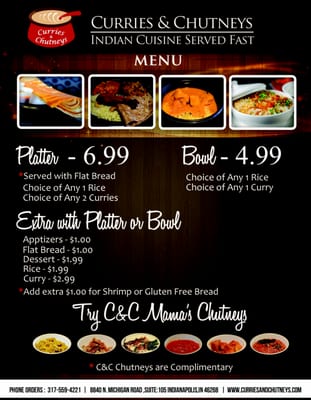 Curries
&
Chutneys
CURRIES & CHUTNEYS
INDIAN CUISINE SERVED FAST
MENU
Platter - 6.99
*Served with Flat Bread
Choice of Any 1 Rice
Choice of Any 2 Curries
Bowl - 4.99
Choice of Any 1 Rice
Choice of Any 1 Curry
Extra with Platter or Bowl
Apptizers - $1.00
Flat Bread - $1.00
Dessert - $1.99
Rice - $1.99
Curry - $2.99
*Add extra $1.00 for Shrimp or Gluten Free Bread
Try C&C Mama's Chutneys
* C&C Chutneys are Complimentary
PHONE ORDERS : 317-559-4221 | 8640 N. MICHIGAN ROAD ,SUITE: 105 INDIANAPOLIS,IN 46268 | WWW.CURRIESANDCHUTNEYS.COM